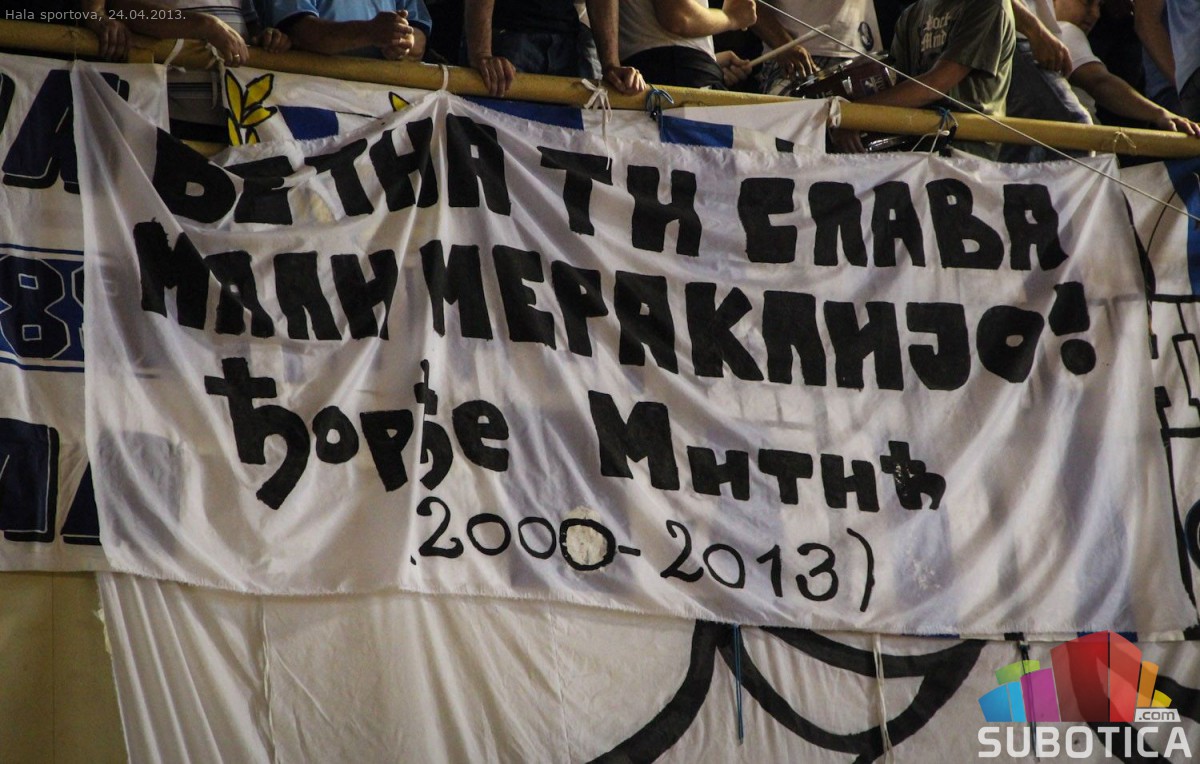 Hala sportova, 24.04.2013.
ВЕЧНА ТИ СЛАВА
МАЛИ МЕРАКЛИЈО!
Ђорђе Митић
(2000-2013)
.com
SUBOTICA